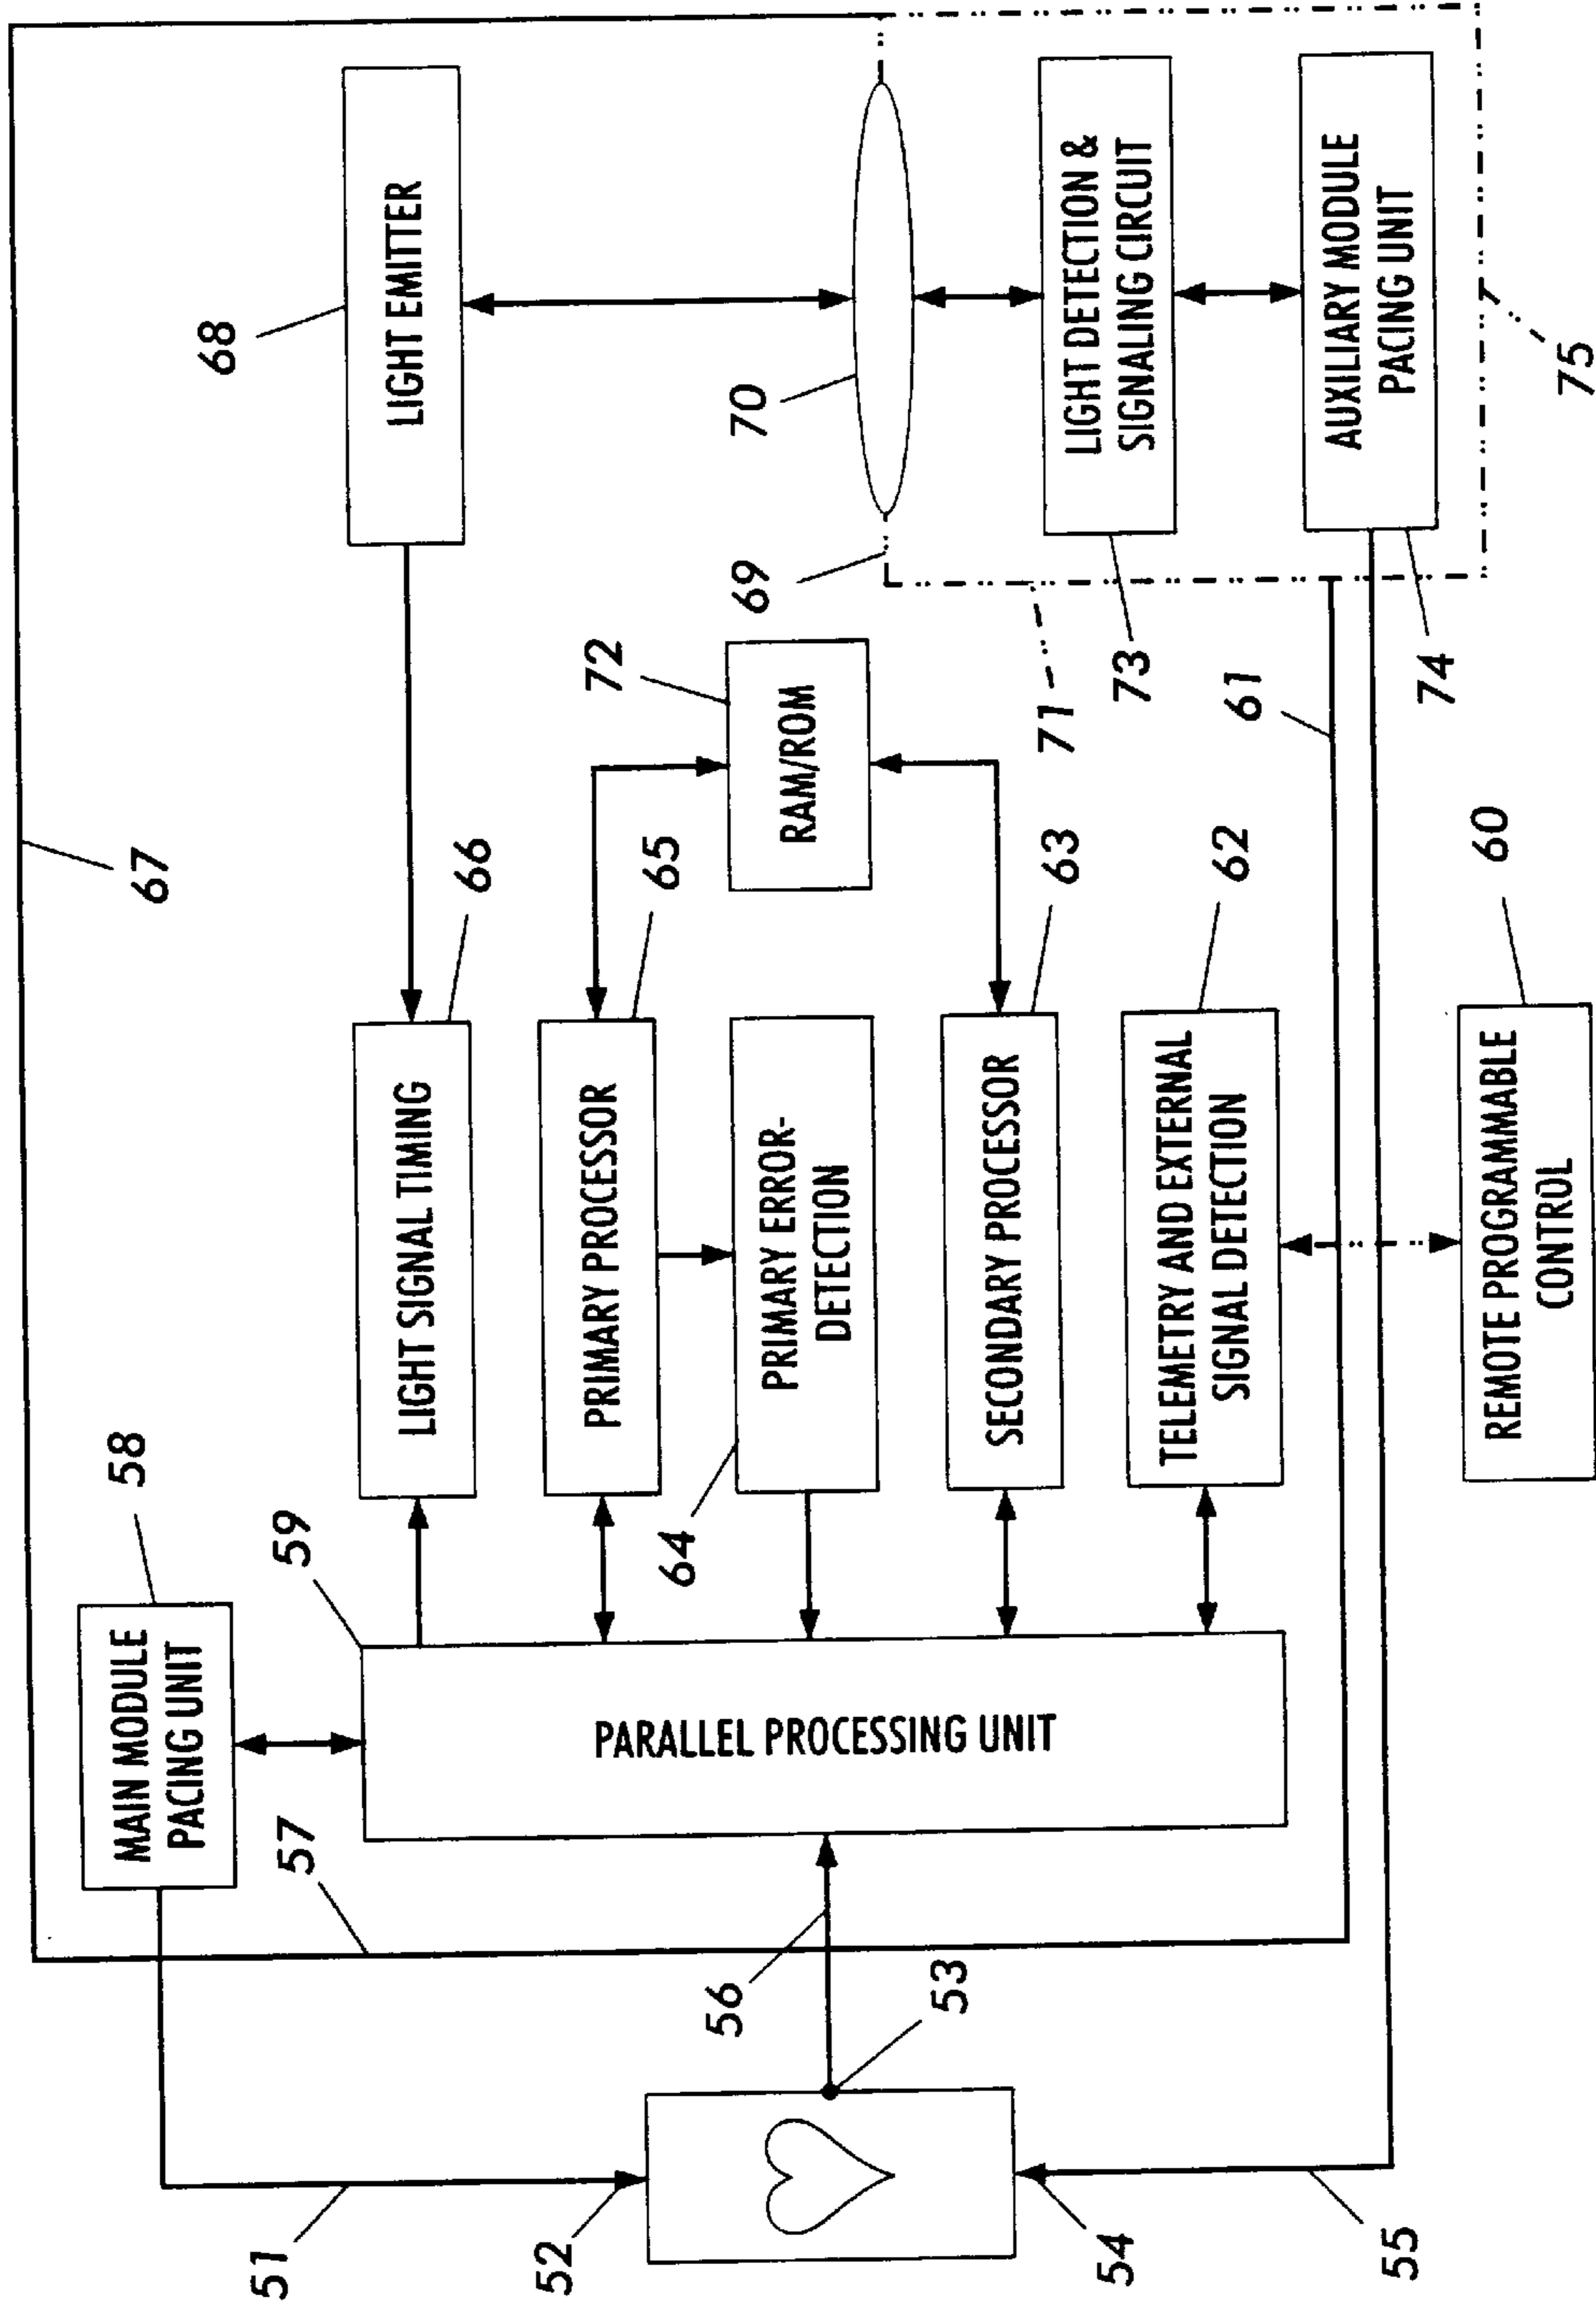 67
68
LIGHT EMITTER
58
MAIN MODULE
PACING UNIT
59
57
PARALLEL PROCESSING UNIT
66
LIGHT SIGNAL TIMING
65
PRIMARY PROCESSOR
64
PRIMARY ERROR-
DETECTION
63
SECONDARY PROCESSOR
62
TELEMETRY AND EXTERNAL
SIGNAL DETECTION
72
RAM/ROM
69
70
71
73
LIGHT DETECTION &
SIGNALING CIRCUIT
74
AUXILIARY MODULE
PACING UNIT
75
61
60
REMOTE PROGRAMMABLE
CONTROL
51
52
53
54
55
56